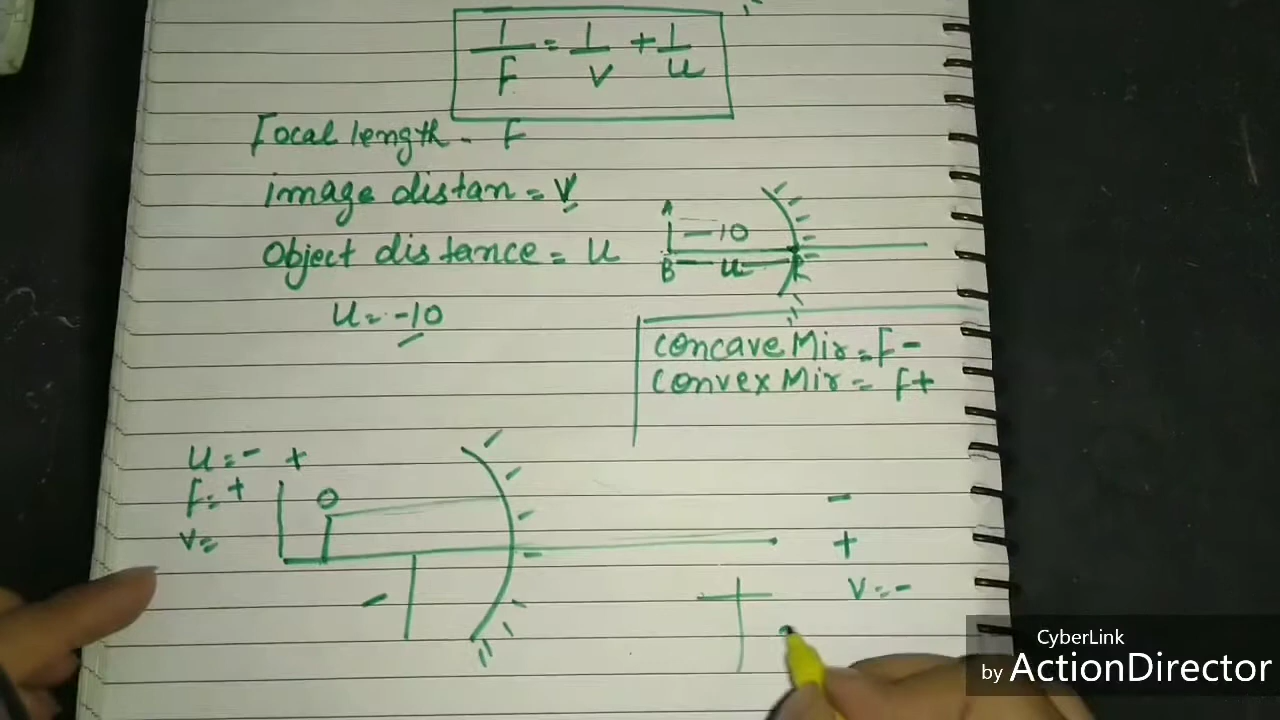 1/F = 1/v + 1/u
Focal length - F
image distan = V
Object distance = u
u = -10
A
-10
B u P
Concave Mir = F -
Convex Mir = F+
u = - +
F = +
v =
O
-
-
+
v = -
CyberLink
by ActionDirector